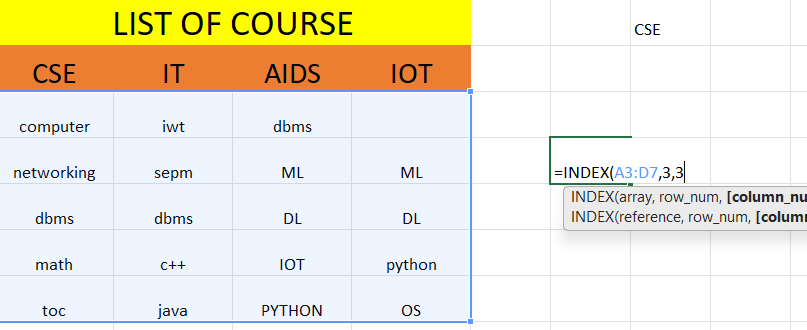 LIST OF COURSE
CSE
CSE IT AIDS IOT
computer iwt dbms
networking sepm ML ML
=INDEX(A3:D7,3,3
INDEX(array, row_num, [column_nu
dbms dbms DL DL
INDEX(reference, row_num, [colum
math c++ IOT python
toc java PYTHON OS